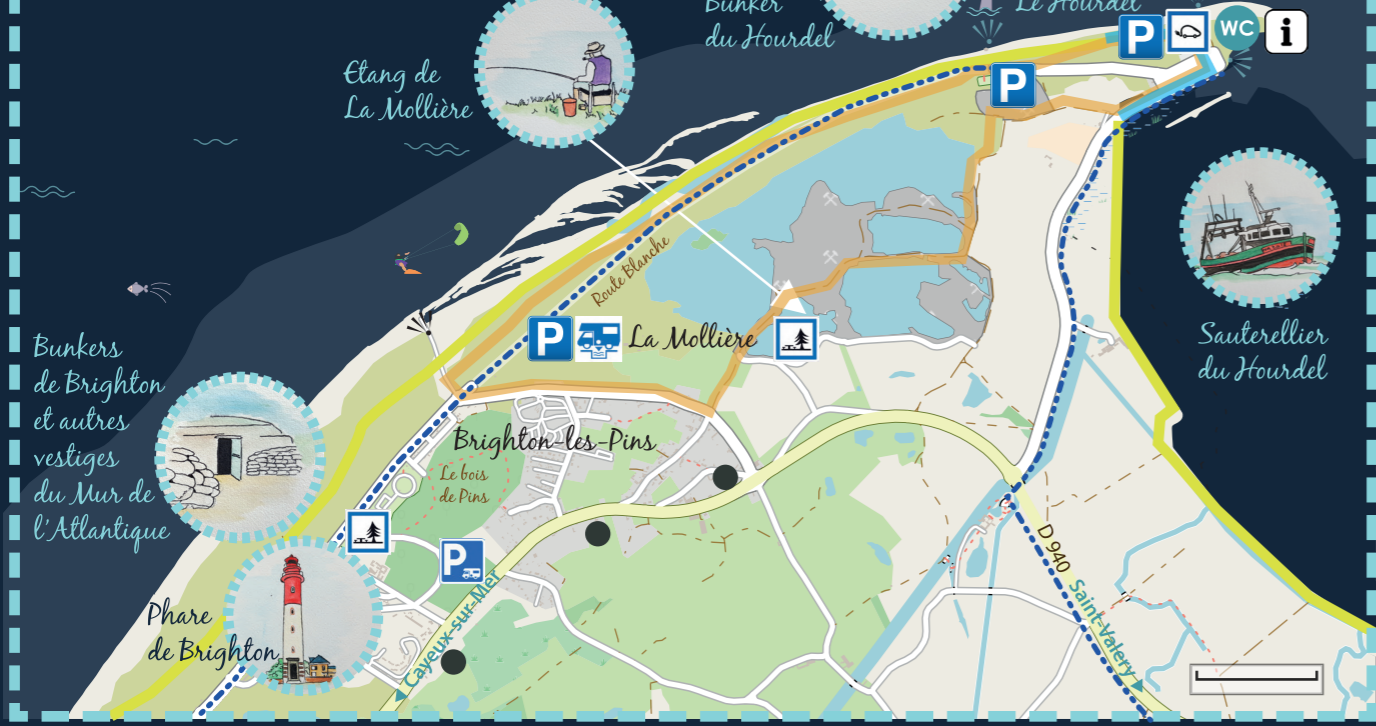 Bunker
du Hourdel
Le Hourdel
P
WC
i
P
Etang de
La Mollière
Route Blanche
P
La Mollière
Sauterellier
du Hourdel
Bunkers
de Brighton
et autres
vestiges
du Mur de
l'Atlantique
Brighton-les-Pins
Le bois
de Pins
P
D 940
Saint-Valery
Cayeux-sur-Mer
Phare
de Brighton